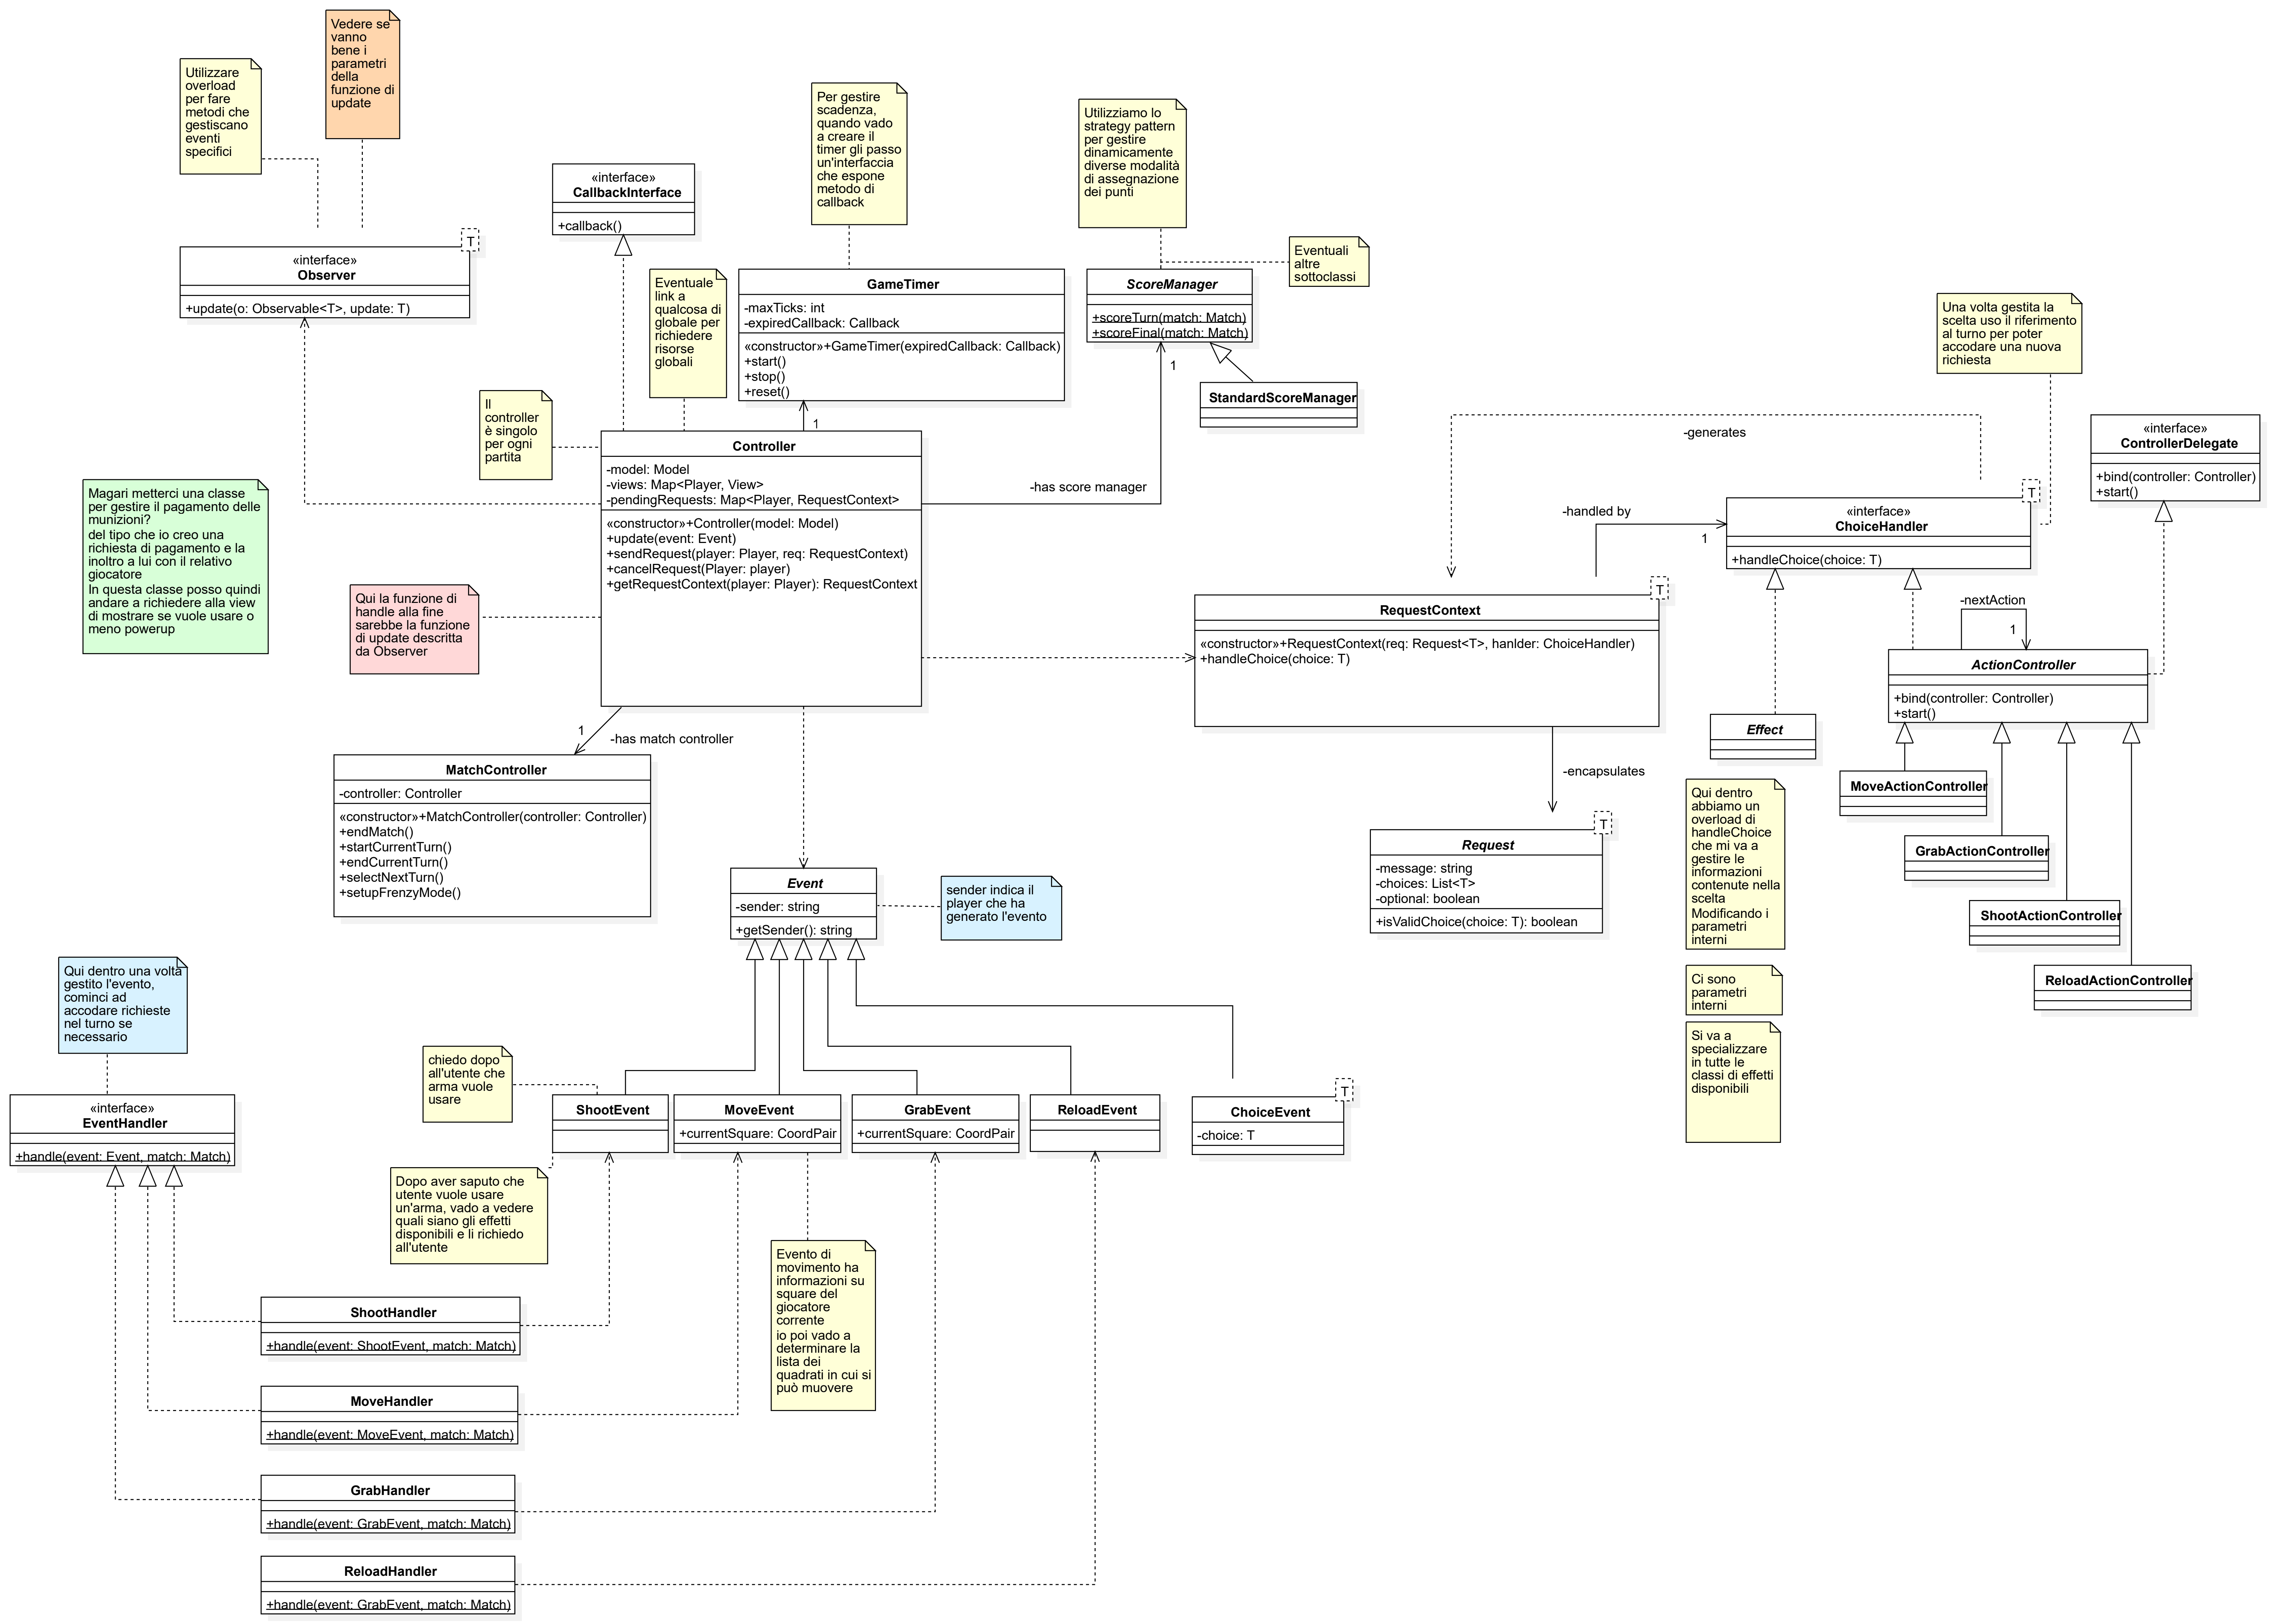 Vedere se
vanno
bene i
parametri
della
funzione di
update
Utilizzare
overload
per fare
metodi che
gestiscano
eventi
specifici
Per gestire
scadenza,
quando vado
a creare il
timer gli passo
un'interfaccia
che espone
metodo di
callback
Utilizziamo lo
strategy pattern
per gestire
dinamicamente
diverse modalità
di assegnazione
dei punti
Eventuali
altre
sottoclassi
T
«interface»
Observer
+update(o: Observable<T>, update: T)
«interface»
CallbackInterface
+callback()
Eventuale
link a
qualcosa di
globale per
richiedere
risorse
globali
GameTimer
-maxTicks: int
-expiredCallback: Callback
«constructor»+GameTimer(expiredCallback: Callback)
+start()
+stop()
+reset()
1
ScoreManager
+scoreTurn(match: Match)
+scoreFinal(match: Match)
1
StandardScoreManager
Una volta gestita la
scelta uso il riferimento
al turno per poter
accodare una nuova
richiesta
Il
controller
è singolo
per ogni
partita
Controller
-model: Model
-views: Map<Player, View>
-pendingRequests: Map<Player, RequestContext>
«constructor»+Controller(model: Model)
+update(event: Event)
+sendRequest(player: Player, req: RequestContext)
+cancelRequest(Player: player)
+getRequestContext(player: Player): RequestContext
-has score manager
-generates
«interface»
ControllerDelegate
+bind(controller: Controller)
+start()
Magari metterci una classe
per gestire il pagamento delle
munizioni?
del tipo che io creo una
richiesta di pagamento e la
inoltro a lui con il relativo
giocatore
In questa classe posso quindi
andare a richiedere alla view
di mostrare se vuole usare o
meno powerup
Qui la funzione di
handle alla fine
sarebbe la funzione
di update descritta
da Observer
-handled by
1
T
«interface»
ChoiceHandler
+handleChoice(choice: T)
T
RequestContext
«constructor»+RequestContext(req: Request<T>, hanlder: ChoiceHandler)
+handleChoice(choice: T)
-nextAction
1
ActionController
+bind(controller: Controller)
+start()
Effect
MoveActionController
GrabActionController
ShootActionController
ReloadActionController
1
-has match controller
MatchController
-controller: Controller
«constructor»+MatchController(controller: Controller)
+endMatch()
+startCurrentTurn()
+endCurrentTurn()
+selectNextTurn()
+setupFrenzyMode()
-encapsulates
T
Request
-message: string
-choices: List<T>
-optional: boolean
+isValidChoice(choice: T): boolean
Qui dentro
abbiamo un
overload di
handleChoice
che mi va a
gestire le
informazioni
contenute nella
scelta
Modificando i
parametri
interni
Ci sono
parametri
interni
Si va a
specializzare
in tutte le
classi di effetti
disponibili
Event
-sender: string
+getSender(): string
sender indica il
player che ha
generato l'evento
Qui dentro una volta
gestito l'evento,
cominci ad
accodare richieste
nel turno se
necessario
«interface»
EventHandler
+handle(event: Event, match: Match)
chiedo dopo
all'utente che
arma vuole
usare
ShootEvent
MoveEvent
+currentSquare: CoordPair
GrabEvent
+currentSquare: CoordPair
ReloadEvent
T
ChoiceEvent
-choice: T
Dopo aver saputo che
utente vuole usare
un'arma, vado a vedere
quali siano gli effetti
disponibili e li richiedo
all'utente
Evento di
movimento ha
informazioni su
square del
giocatore
corrente
io poi vado a
determinare la
lista dei
quadrati in cui si
può muovere
ShootHandler
+handle(event: ShootEvent, match: Match)
MoveHandler
+handle(event: MoveEvent, match: Match)
GrabHandler
+handle(event: GrabEvent, match: Match)
ReloadHandler
+handle(event: GrabEvent, match: Match)